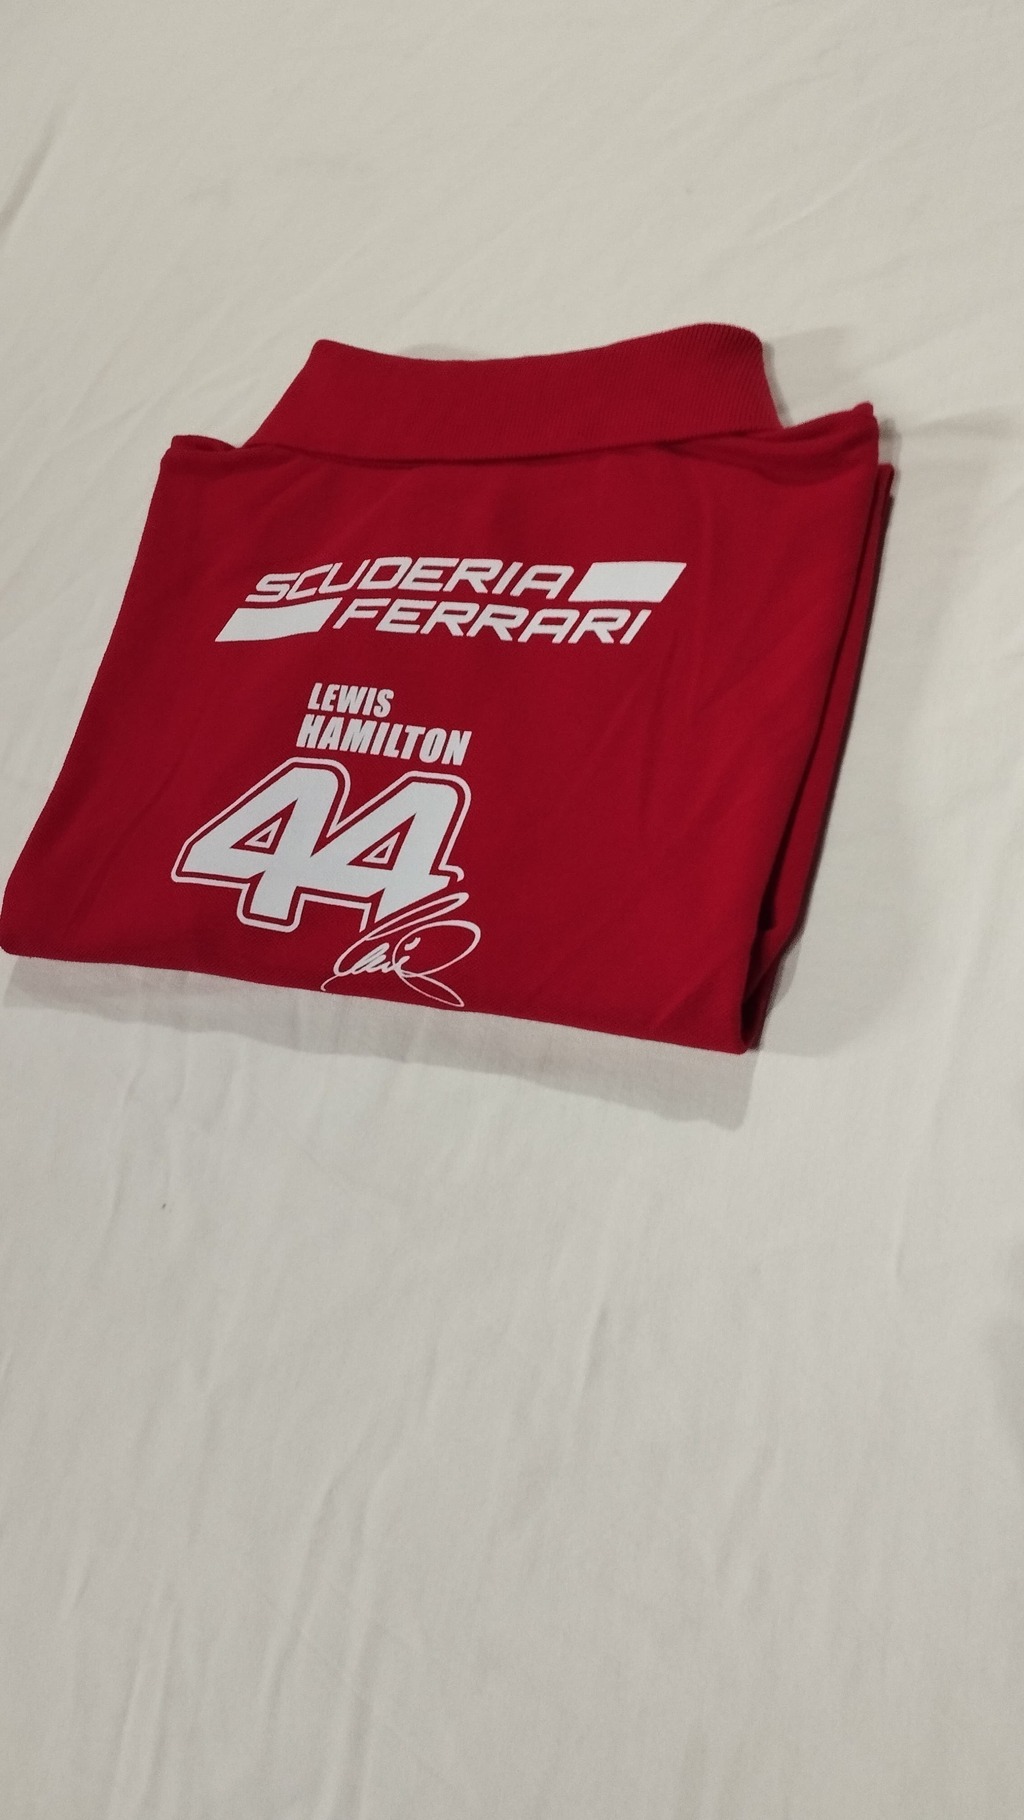 SCUDERIA
FERRARI
LEWIS
HAMILTON
44